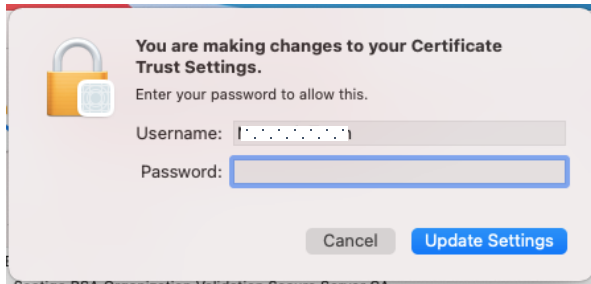 You are making changes to your Certificate
Trust Settings.
Enter your password to allow this.
Username:
Password:
Cancel
Update Settings